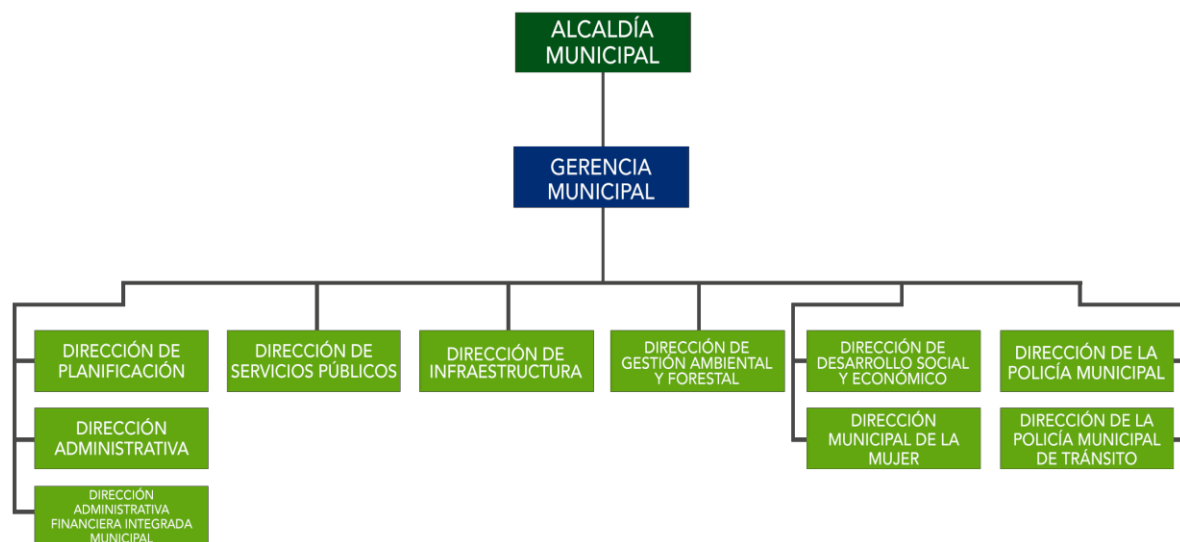 ALCALDÍA
MUNICIPAL
GERENCIA
MUNICIPAL
DIRECCIÓN DE
PLANIFICACIÓN
DIRECCIÓN DE
SERVICIOS PÚBLICOS
DIRECCIÓN DE
INFRAESTRUCTURA
DIRECCIÓN DE
GESTIÓN AMBIENTAL
Y FORESTAL
DIRECCIÓN DE
DESARROLLO SOCIAL
Y ECONÓMICO
DIRECCIÓN DE LA
POLICÍA MUNICIPAL
DIRECCIÓN
ADMINISTRATIVA
DIRECCIÓN
MUNICIPAL DE LA
MUJER
DIRECCIÓN DE LA
POLICÍA MUNICIPAL
DE TRÁNSITO
DIRECCIÓN
ADMINISTRATIVA
FINANCIERA INTEGRADA
MUNICIPAL